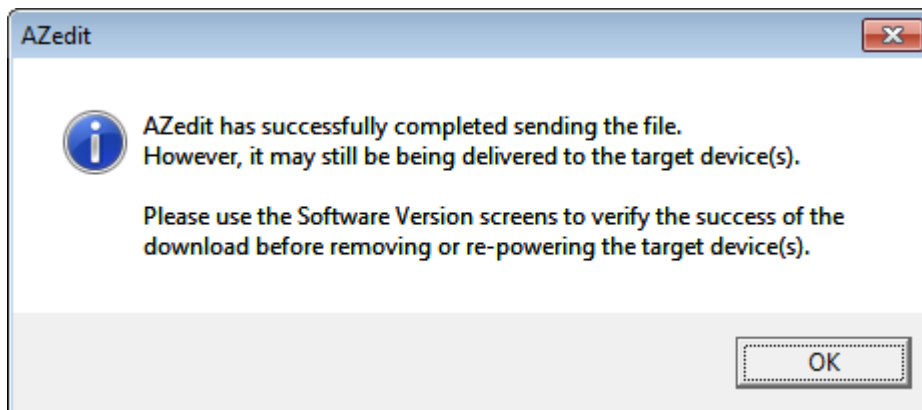 AZedit
AZedit has successfully completed sending the file.
However, it may still be being delivered to the target device(s).
Please use the Software Version screens to verify the success of the
download before removing or re-powering the target device(s).
OK